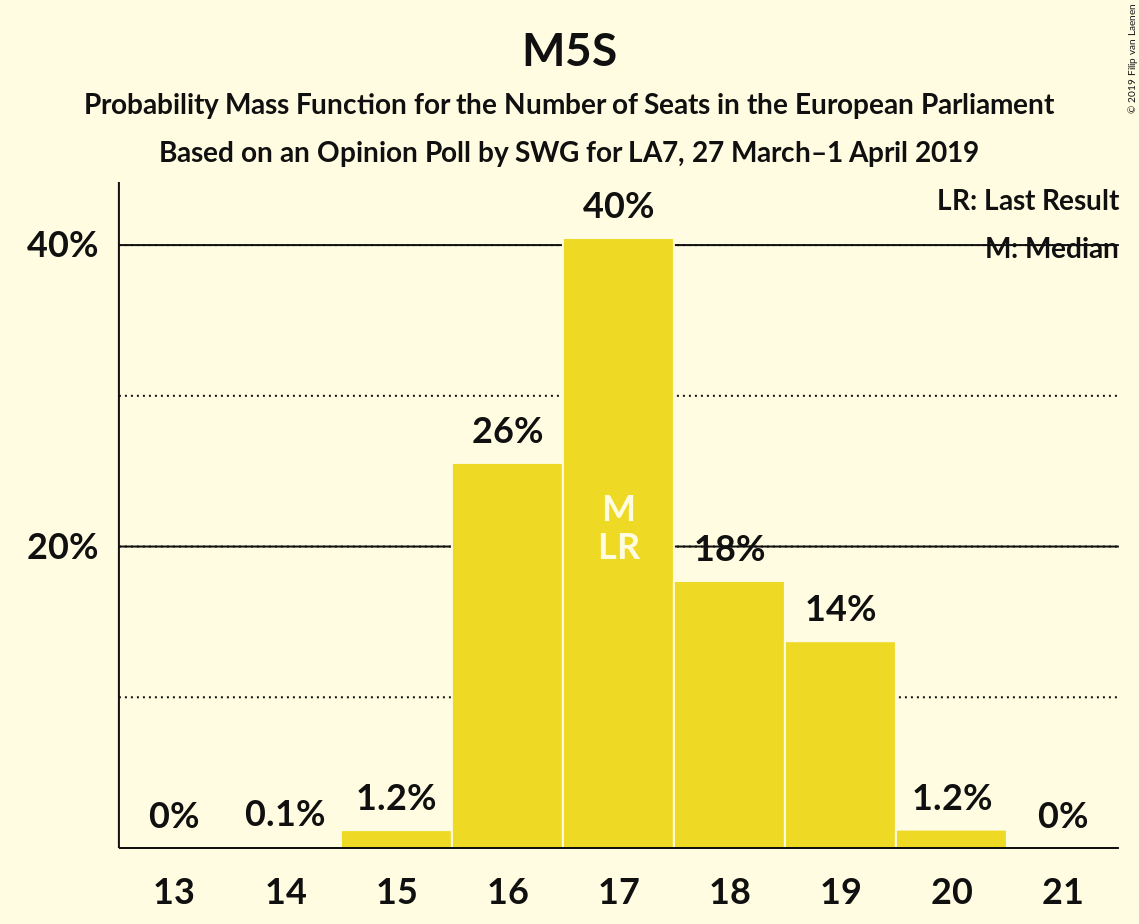 M5S
Probability Mass Function for the Number of Seats in the European Parliament
Based on an Opinion Poll by SWG for LA7, 27 March–1 April 2019
© 2019 Filip van Laenen
LR: Last Result
M: Median
40%
20%
0%
0.1%
1.2%
26%
40%
M
LR
18%
14%
1.2%
0%
13 14 15 16 17 18 19 20 21